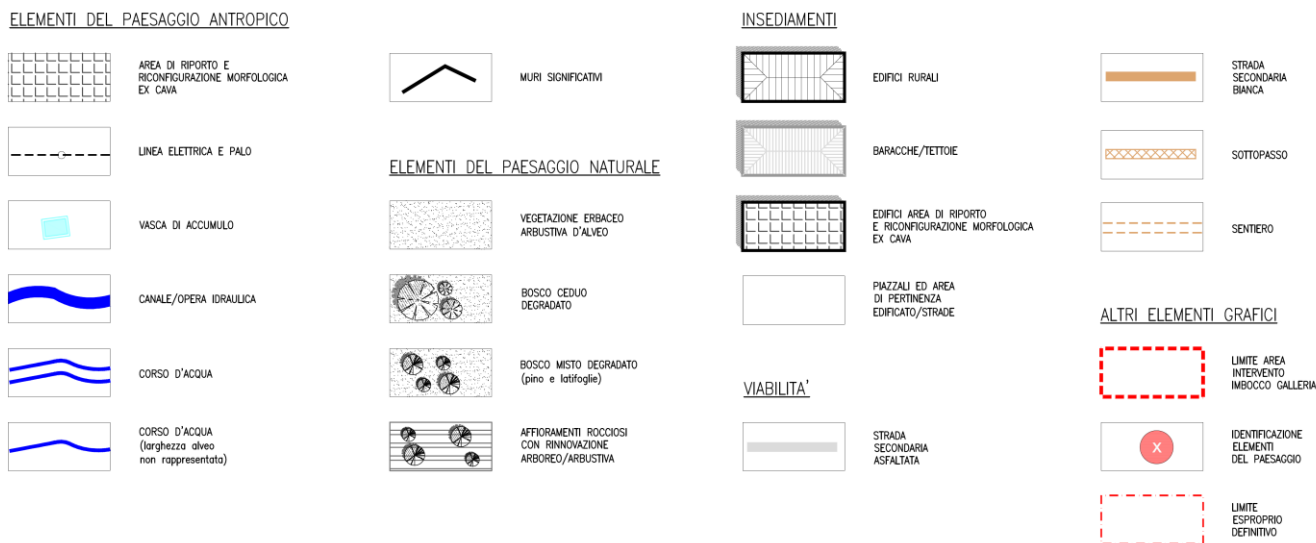 ELEMENTI DEL PAESAGGIO ANTROPICO
AREA DI RIPORTO E
RICONFIGURAZIONE MORFOLOGICA
EX CAVA
LINEA ELETTRICA E PALO
VASCA DI ACCUMULO
CANALE/OPERA IDRAULICA
CORSO D'ACQUA
CORSO D'ACQUA
(larghezza alveo
non rappresentata)
MURI SIGNIFICATIVI
ELEMENTI DEL PAESAGGIO NATURALE
VEGETAZIONE ERBACEO
ARBUSTIVA D'ALVEO
BOSCO CEDUO
DEGRADATO
BOSCO MISTO DEGRADATO
(pino e latifoglie)
AFFIORAMENTI ROCCIOSI
CON RINNOVAZIONE
ARBOREO/ARBUSTIVA
INSEDIAMENTI
EDIFICI RURALI
BARACCHE/TETTOIE
EDIFICI AREA DI RIPORTO
E RICONFIGURAZIONE MORFOLOGICA
EX CAVA
PIAZZALI ED AREA
DI PERTINENZA
EDIFICATO/STRADE
VIABILITA'
STRADA
SECONDARIA
ASFALTATA
STRADA
SECONDARIA
BIANCA
SOTTOPASSO
SENTIERO
ALTRI ELEMENTI GRAFICI
LIMITE AREA
INTERVENTO
IMBOCCO GALLERIA
X
IDENTIFICAZIONE
ELEMENTI
DEL PAESAGGIO
LIMITE
ESPROPRIO
DEFINITIVO